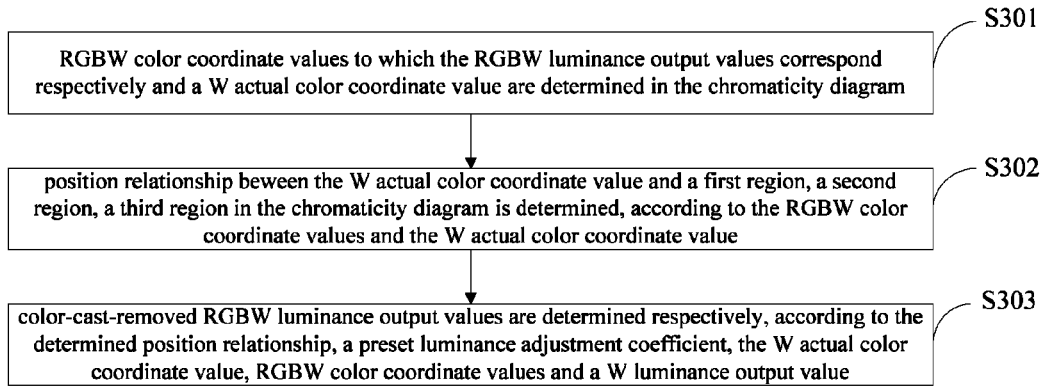 S301
RGBW color coordinate values to which the RGBW luminance output values correspond
respectively and a W actual color coordinate value are determined in the chromaticity diagram
S302
position relationship beween the W actual color coordinate value and a first region, a second
region, a third region in the chromaticity diagram is determined, according to the RGBW color
coordinate values and the W actual color coordinate value
S303
color-cast-removed RGBW luminance output values are determined respectively, according to the
determined position relationship, a preset luminance adjustment coefficient, the W actual color
coordinate value, RGBW color coordinate values and a W luminance output value